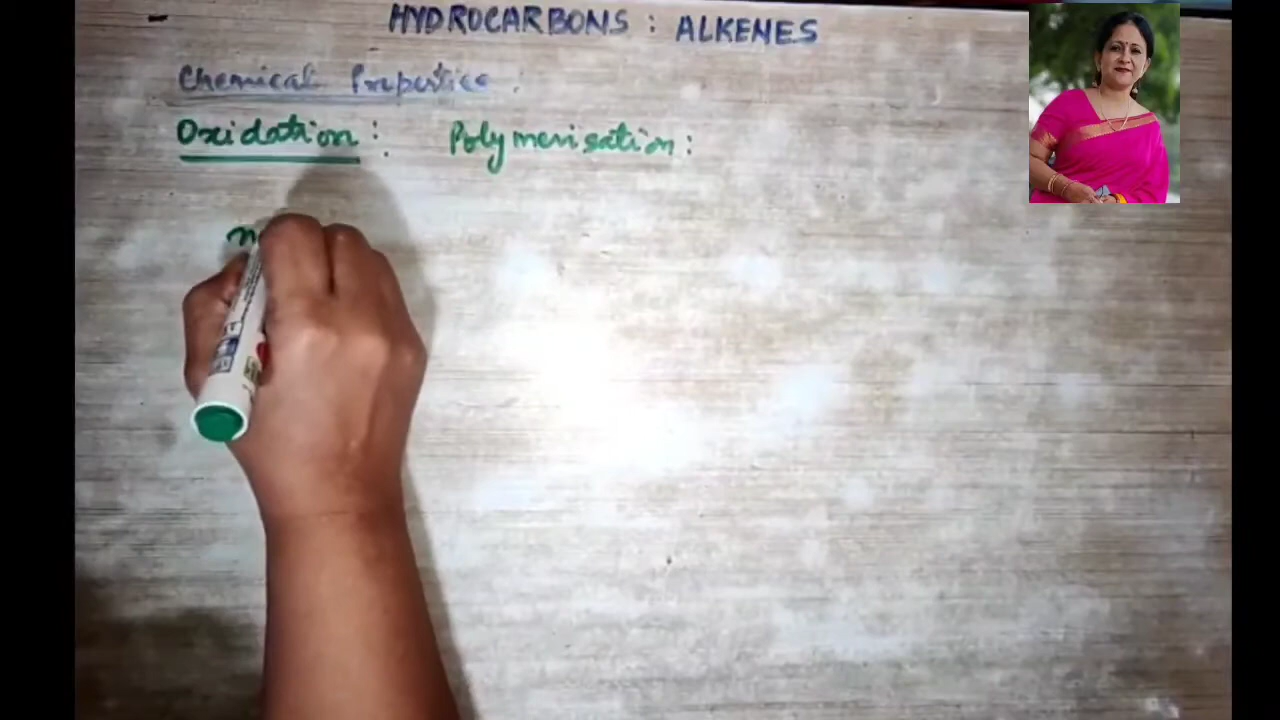 HYDROCARBONS : ALKENES
Chemical Properties :
Oxidation : Polymerisation :
n